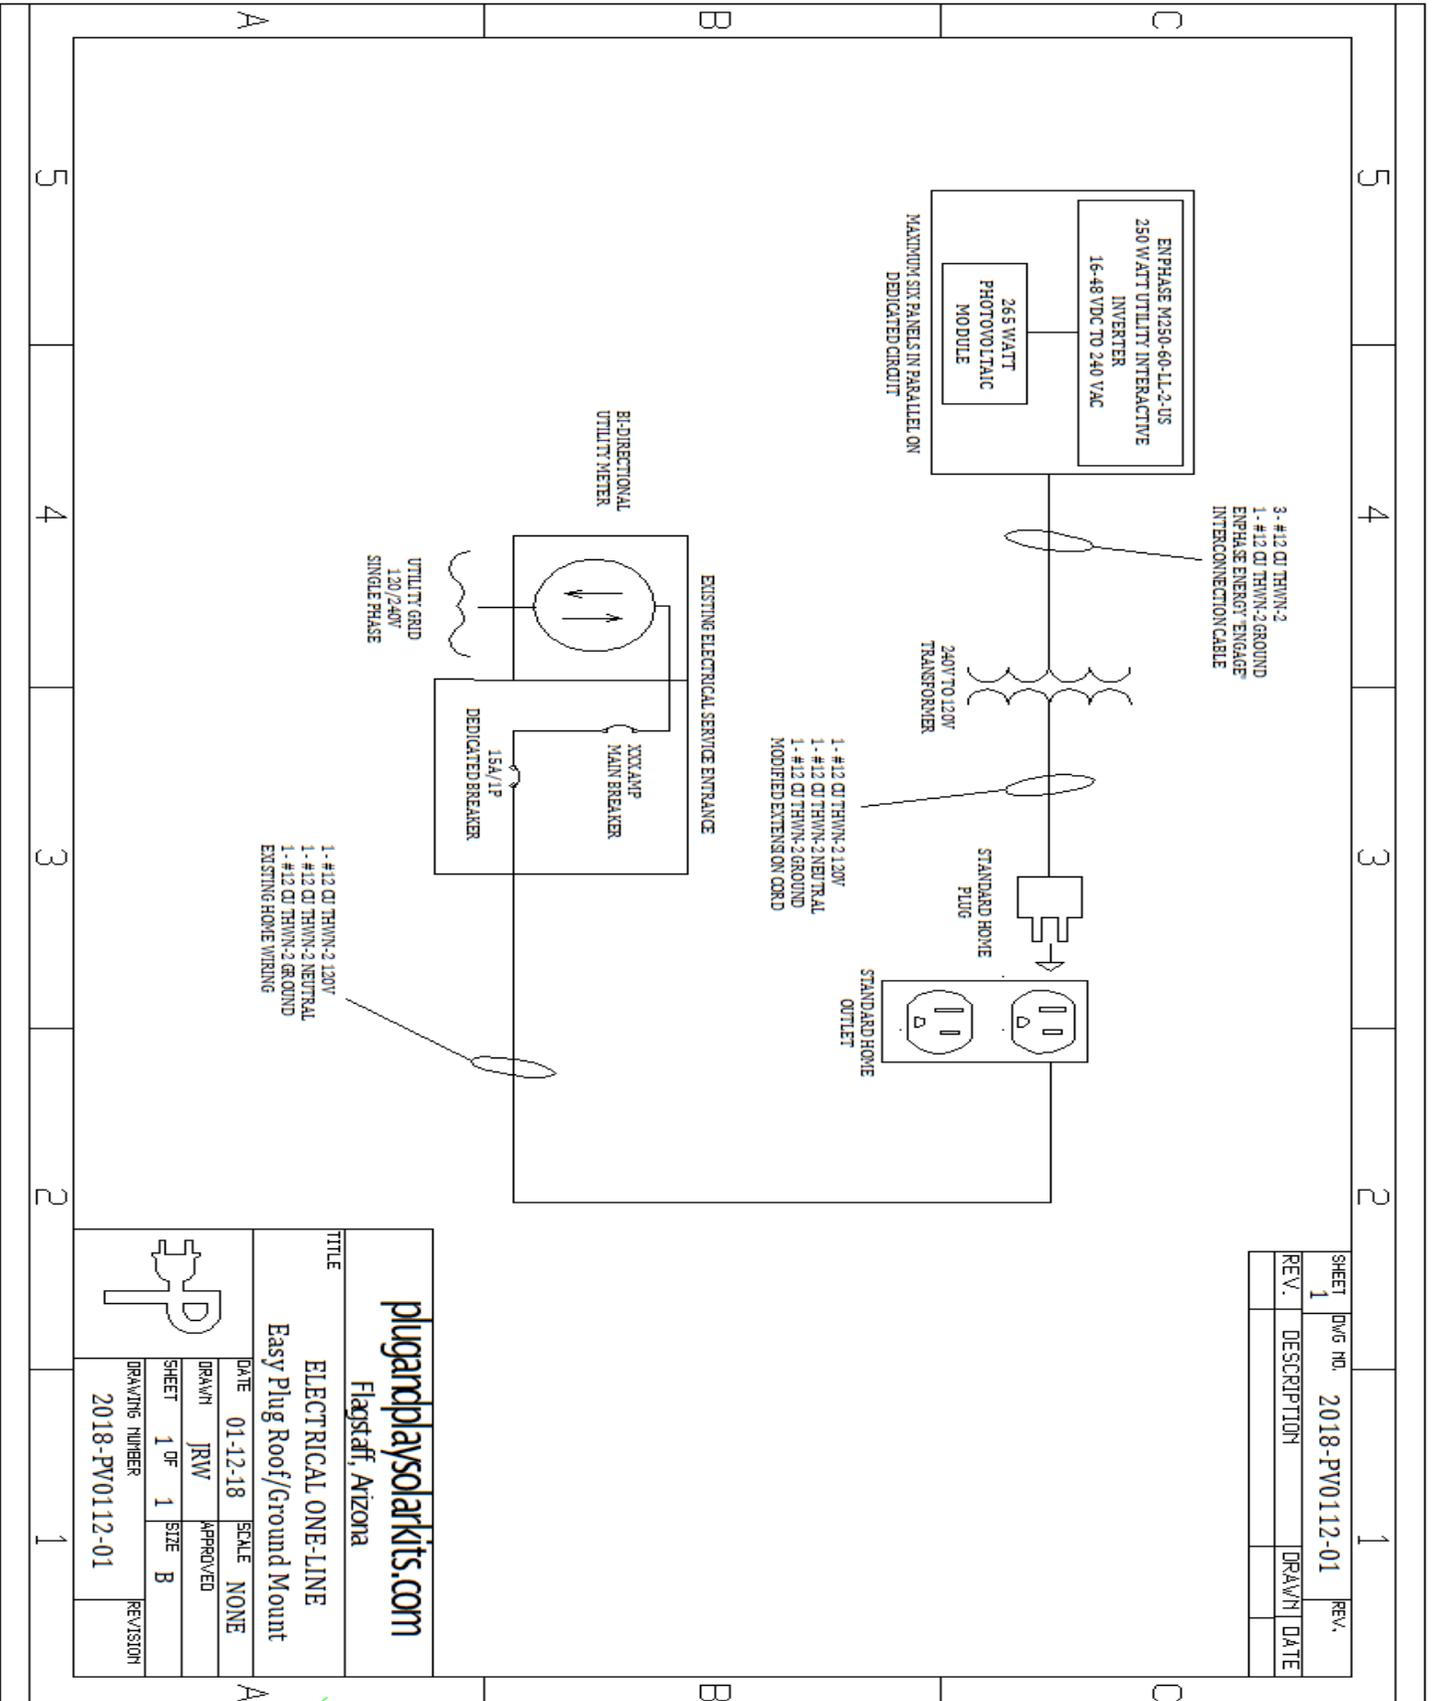 5
4
3
2
1
C
C
B
B
A
A
5
4
3
2
1
SHEET
1
DWG NO.
2018-PV0112-01
REV.
REV.
DESCRIPTION
DRAWN
DATE
ENPHASE M250-60-LL-2-US
250 WATT UTILITY INTERACTIVE
INVERTER
16-48 VDC TO 240 VAC
265 WATT
PHOTOVOLTAIC
MODULE
MAXIMUM SIX PANELS IN PARALLEL ON
DEDICATED CIRCUIT
3- #12 CU THWN-2
1- #12 CU THWN-2 GROUND
ENPHASE ENERGY "ENGAGE"
INTERCONNECTION CABLE
240V TO 120V
TRANSFORMER
1- #12 CU THWN-2 120V
1- #12 CU THWN-2 NEUTRAL
1- #12 CU THWN-2 GROUND
MODIFIED EXTENSION CORD
STANDARD HOME
PLUG
STANDARD HOME
OUTLET
EXISTING ELECTRICAL SERVICE ENTRANCE
BI-DIRECTIONAL
UTILITY METER
XXX AMP
MAIN BREAKER
15A/1P
DEDICATED BREAKER
UTILITY GRID
120/240V
SINGLE PHASE
1- #12 CU THWN-2 120V
1- #12 CU THWN-2 NEUTRAL
1- #12 CU THWN-2 GROUND
EXISTING HOME WIRING
plugandplaysolarkits.com
Flagstaff, Arizona
TITLE
ELECTRICAL ONE-LINE
Easy Plug Roof/Ground Mount
DATE 01-12-18
SCALE NONE
DRAWN JRW
APPROVED
SHEET 1 OF 1
SIZE B
DRAWING NUMBER
2018-PV0112-01
REVISION
P